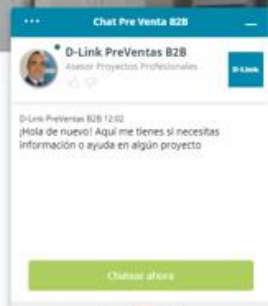 Chat Pre Venta B2B
D-Link PreVentas B2B
Asesor Proyectos Profesionales
D-Link
D-Link PreVentas B2B 12:02
¡Hola de nuevo! Aquí me tienes si necesitas
información o ayuda en algún proyecto
Chatear ahora